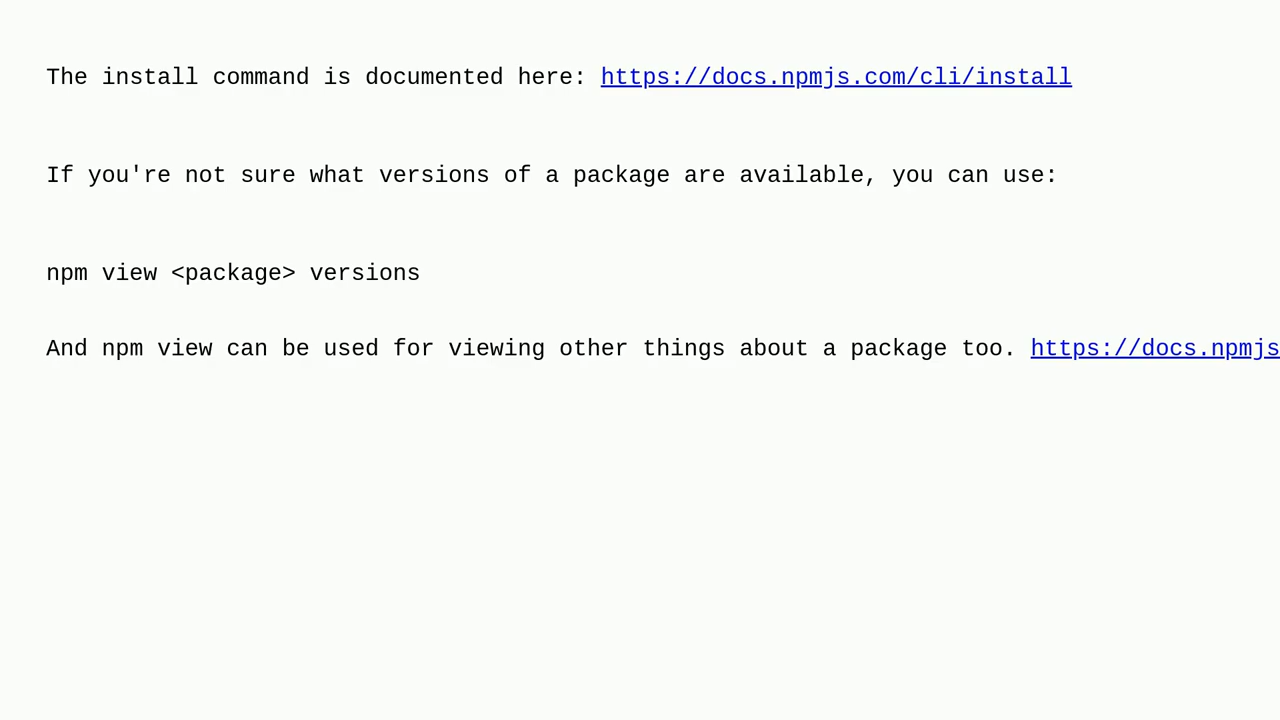 The install command is documented here: https://docs.npmjs.com/cli/install
If you're not sure what versions of a package are available, you can use:
npm view <package> versions
And npm view can be used for viewing other things about a package too. https://docs.npmjs